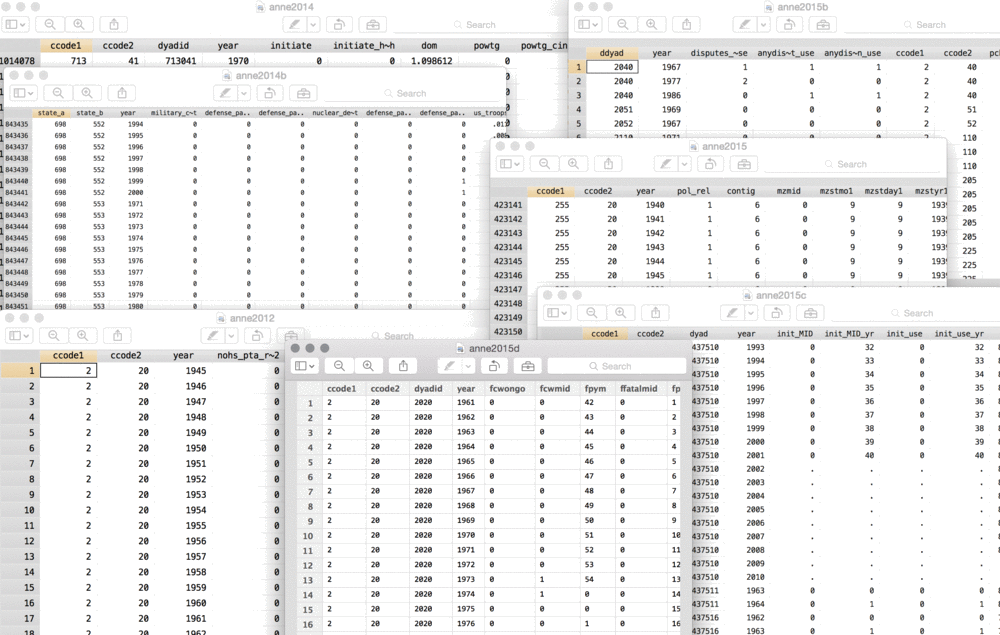 anne2014
Search
ccode1 ccode2 dyadid year initiate initiate_h~h dom powtg powtg_cin
1014078 713 41 713041 1970 0 0 1.098612
anne2014b
Search
state_a state_b year military_c~t defense_pa.. defense_pa.. nuclear_de~t defense_pa.. defense_pa.. us_troops
843435 698 552 1994 0 0 0 0 0 0 .01
843436 698 552 1995 0 0 0 0 0 0
843437 698 552 1996 0 0 0 0 0 0
843438 698 552 1997 0 0 0 0 0 0
843439 698 552 1998 0 0 0 0 0 0
843440 698 552 1999 0 0 0 0 0 1
843441 698 552 2000 0 0 0 0 0 1
843442 698 553 1971 0 0 0 0 0 0
843443 698 553 1972 0 0 0 0 0 0
843444 698 553 1973 0 0 0 0 0 0
843445 698 553 1974 0 0 0 0 0 0
843446 698 553 1975 0 0 0 0 0 0
843447 698 553 1976 0 0 0 0 0 0
843448 698 553 1977 0 0 0 0 0 0
843449 698 553 1978 0 0 0 0 0 0
843450 698 553 1979 0 0 0 0 0 0
843451 698 553 1980 0 0 0 0 0 0
anne2015b
Search
ddyad year disputes_~se anydis~t_use anydis~n_use ccode1 ccode2
1 2040 1967 1 1 1 2 40
2 2040 1977 2 0 0 2 40
3 2040 1986 0 1 1 2 40
4 2051 1969 0 0 0 2 51
5 2052 1967 0 0 0 2 52
2110 1971 110
110
205
205
205
205
225
225
anne2015
Search
ccode1 ccode2 year pol_rel contig mzmid mzstmo1 mzstday1 mzstyr1
423141 255 20 1940 1 6 0 9 9 1939
423142 255 20 1941 1 6 0 9 9 1939
423143 255 20 1942 1 6 0 9 9 1939
423144 255 20 1943 1 6 0 9 9 1939
423145 255 20 1944 1 6 0 9 9 1939
423146 255 20 1945 1 6 0 9 9 1939
423147
423148
423149
423150
anne2012
Search
ccode1 ccode2 year nohs_pta_r~2
1 2 20 1945 0
2 2 20 1946 0
3 2 20 1947 0
4 2 20 1948 0
5 2 20 1949 0
6 2 20 1950 0
7 2 20 1951 0
8 2 20 1952 0
9 2 20 1953 0
10 2 20 1954 0
11 2 20 1955 0
12 2 20 1956 0
13 2 20 1957 0
14 2 20 1958 0
15 2 20 1959 0
16 2 20 1960 0
17 2 20 1961 0
18 2 20 1962 0
anne2015d
Search
ccode1 ccode2 dyadid year fcwongo fcwmid fpym ffatalmid fp
1 2 20 2020 1961 0 0 42 0 1
2 2 20 2020 1962 0 0 43 0 2
3 2 20 2020 1963 0 0 44 0 3
4 2 20 2020 1964 0 0 45 0 4
5 2 20 2020 1965 0 0 46 0 5
6 2 20 2020 1966 0 0 47 0 6
7 2 20 2020 1967 0 0 48 0 7
8 2 20 2020 1968 0 0 49 0 8
9 2 20 2020 1969 0 0 50 0 9
10 2 20 2020 1970 0 0 51 0 10
11 2 20 2020 1971 0 0 52 0 11
12 2 20 2020 1972 0 0 53 0 12
13 2 20 2020 1973 0 1 54 0 13
14 2 20 2020 1974 0 1 0 0 14
15 2 20 2020 1975 0 0 0 0 15
16 2 20 2020 1976 0 0 1 0 16
anne2015c
Search
ccode1 ccode2 dyad year init_MID init_MID_yr init_use init_use_yr
437510 1993 0 32 0 32
437510 1994 0 33 0 33
437510 1995 0 34 0 34
437510 1996 0 35 0 35
437510 1997 0 36 0 36
437510 1998 0 37 0 37
437510 1999 0 38 0 38
437510 2000 0 39 0 39
437510 2001 0 40 0 40
437510 2002 . . . .
437510 2003 . . . .
437510 2004 . . . .
437510 2005 . . . .
437510 2006 . . . .
437510 2007 . . . .
437510 2008 . . . .
437510 2009 . . . .
437510 2010 . . . .
437511 1963 0 0 0 0
437511 1964 0 1 0 1
437516 1962 0 0 0 0
437516 1963 0 1 0 1